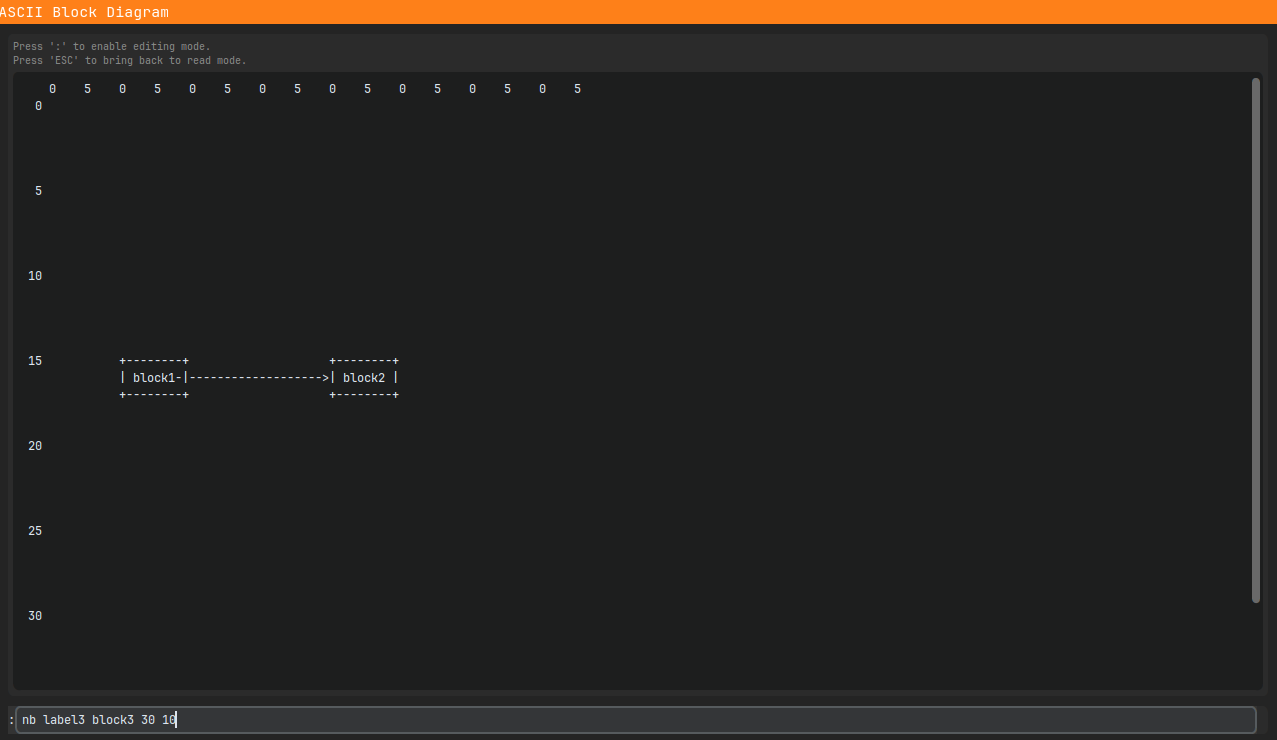 ASCII Block Diagram
Press ':' to enable editing mode.
Press 'ESC' to bring back to read mode.
0    5    0    5    0    5    0    5    0    5    0    5    0    5    0    5
0
5
10
15           +--------+                    +--------+
| block1-|------------------->| block2 |
+--------+                    +--------+
20
25
30
:nb label3 block3 30 10